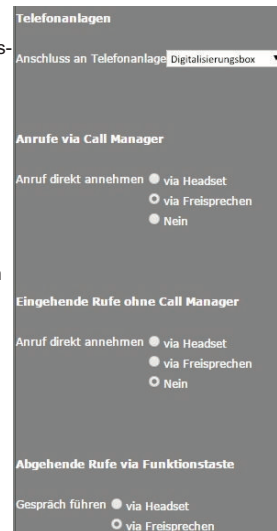 Telefonanlagen
s-
Anschluss an Telefonanlage Digitalisierungsbox
Anrufe via Call Manager
Anruf direkt annehmen via Headset
via Freisprechen
Nein
Eingehende Rufe ohne Call Manager
Anruf direkt annehmen via Headset
via Freisprechen
Nein
Abgehende Rufe via Funktionstaste
Gespräch führen via Headset
via Freisprechen